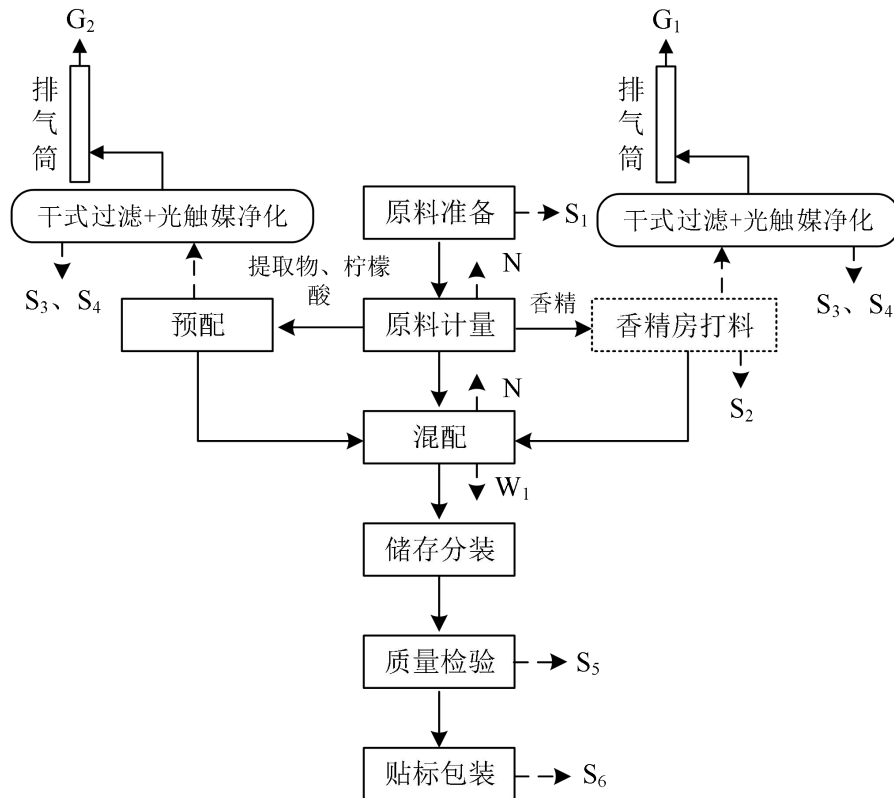 G₂
G₁
排气筒
排气筒
干式过滤+光触媒净化
原料准备
S₁
干式过滤+光触媒净化
S₃、S₄
提取物、柠檬
酸
N
S₃、S₄
预配
原料计量
香精
香精房打料
N
S₂
混配
W₁
储存分装
质量检验
S₅
贴标包装
S₆